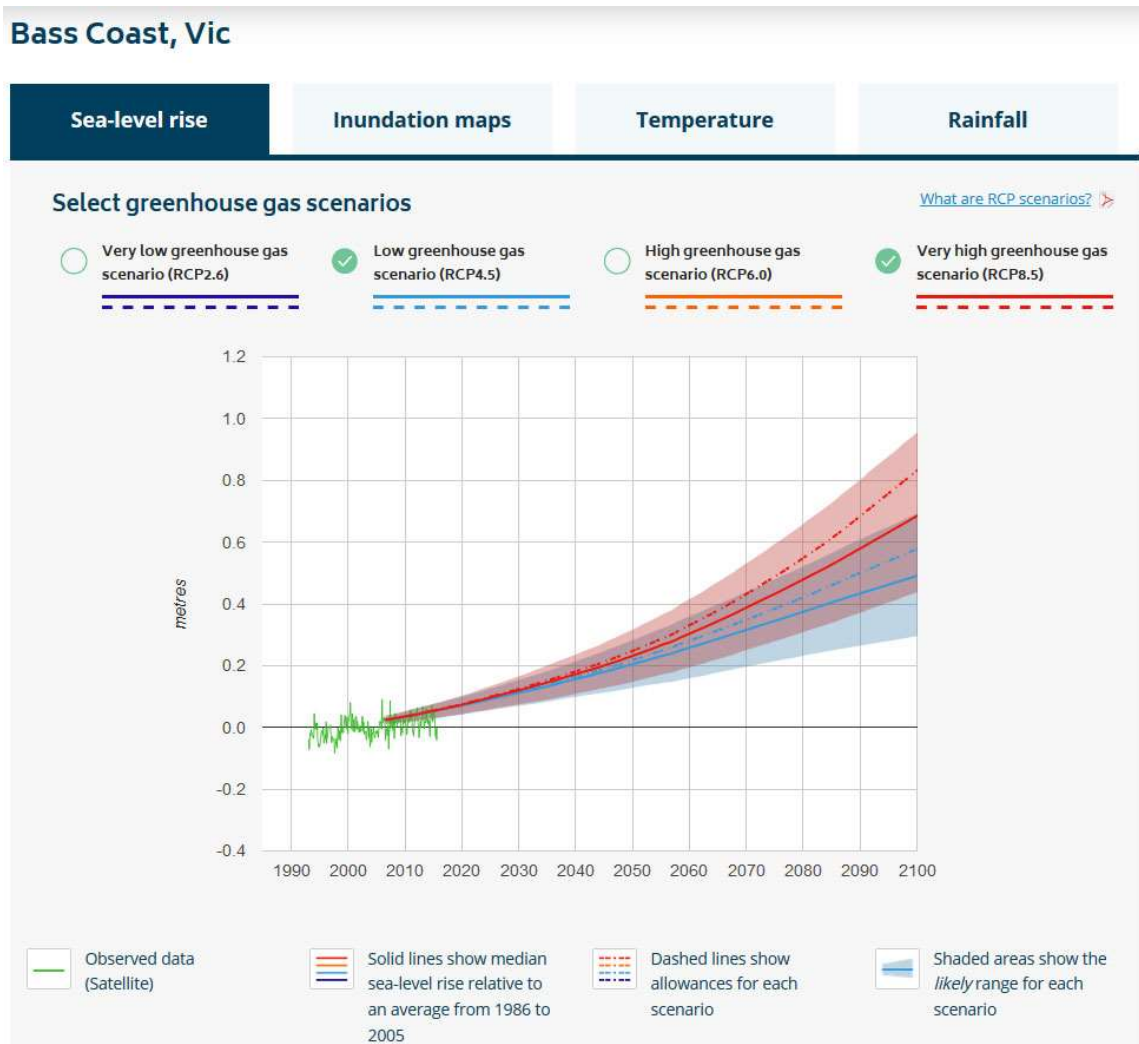 Bass Coast, Vic
Sea-level rise
Inundation maps
Temperature
Rainfall
Select greenhouse gas scenarios
What are RCP scenarios?
Very low greenhouse gas
scenario (RCP2.6)
Low greenhouse gas
scenario (RCP4.5)
High greenhouse gas
scenario (RCP6.0)
Very high greenhouse gas
scenario (RCP8.5)
1.2
1.0
0.8
0.6
0.4
0.2
0.0
-0.2
-0.4
metres
1990 2000 2010 2020 2030 2040 2050 2060 2070 2080 2090 2100
Observed data
(Satellite)
Solid lines show median
sea-level rise relative to
an average from 1986 to
2005
Dashed lines show
allowances for each
scenario
Shaded areas show the
likely range for each
scenario